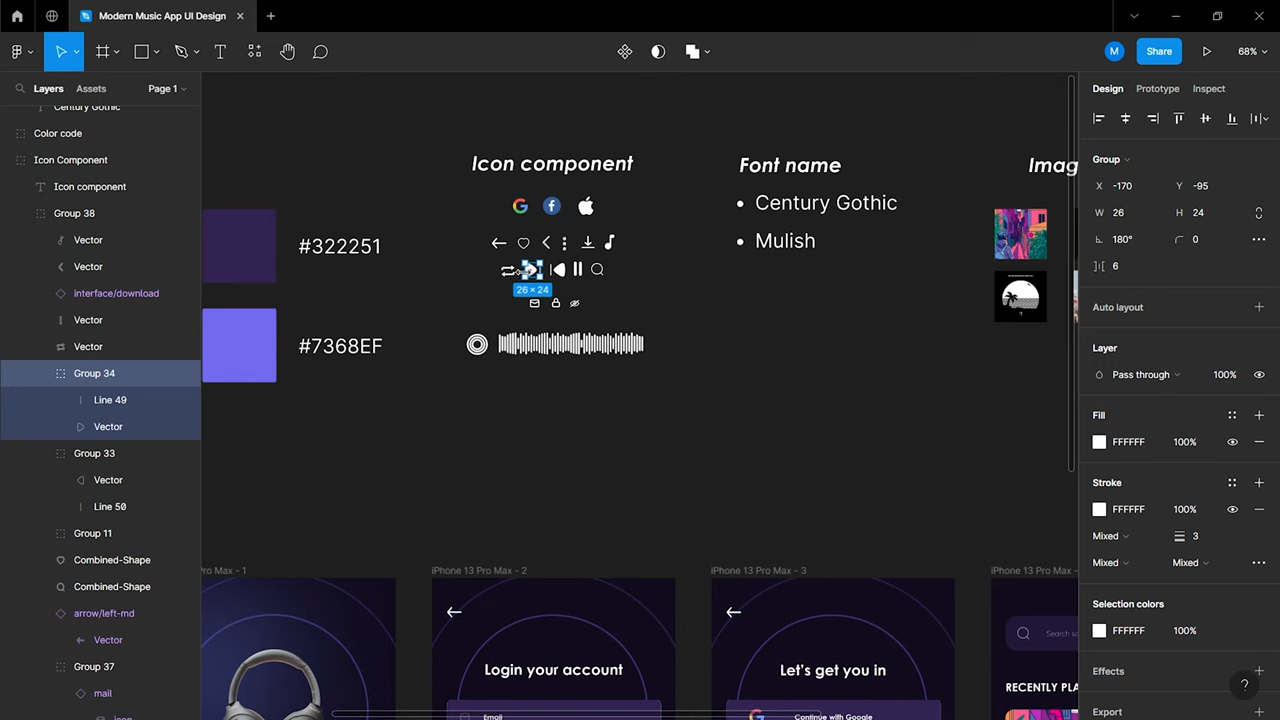 Modern Music App UI Design
M
Share
68%
Layers
Assets
Page 1
Century Gothic
Color code
Icon Component
Icon component
Group 38
Vector
Vector
interface/download
Vector
Vector
Group 34
Line 49
Vector
Group 33
Vector
Line 50
Group 11
Combined-Shape
Combined-Shape
arrow/left-md
Vector
Group 37
mail
icon
#322251
#7368EF
Icon component
26 × 24
Font name
• Century Gothic
• Mulish
Imag
Pro Max - 1
iPhone 13 Pro Max - 2
iPhone 13 Pro Max - 3
iPhone 13 Pro Max -
Login your account
Email
Let's get you in
Continue with Google
Search so
RECENTLY PLA
Design
Prototype
Inspect
Group
X -170
Y -95
W 26
H 24
180°
0
6
Auto layout
Layer
Pass through
100%
Fill
FFFFFF
100%
Stroke
FFFFFF
100%
Mixed
3
Mixed
Mixed
Selection colors
FFFFFF
100%
Effects
Export
?